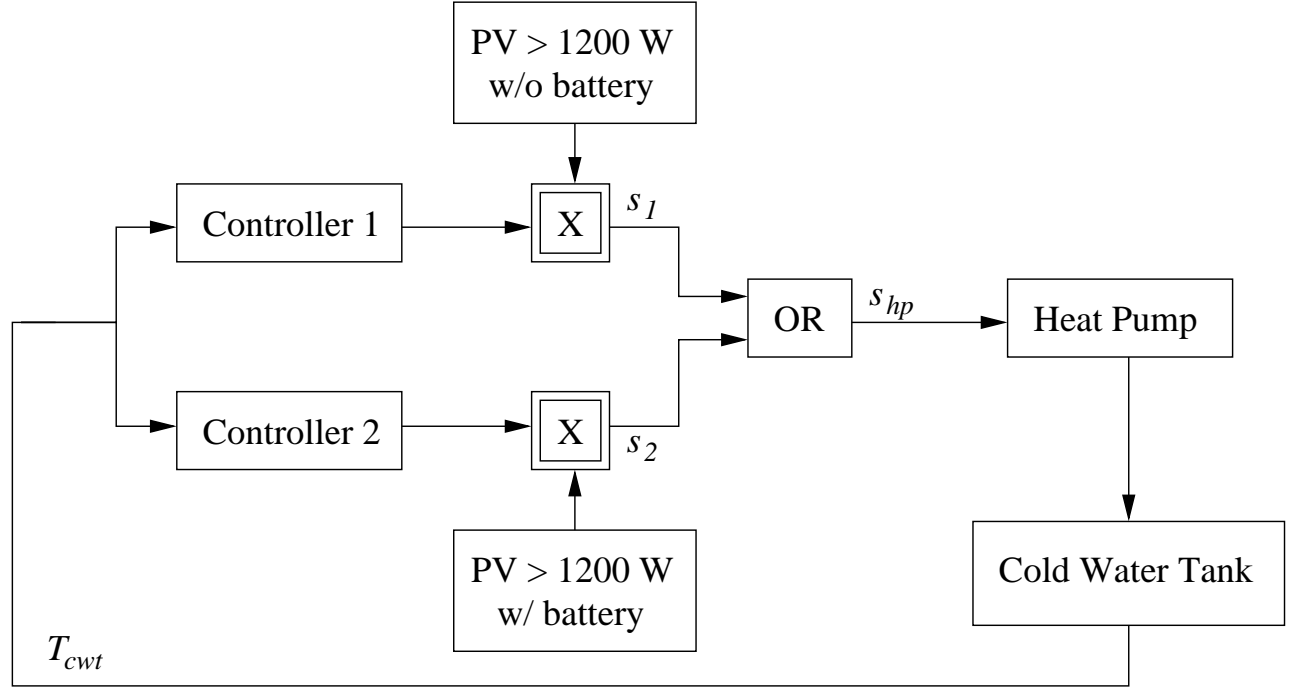 PV > 1200 W
w/o battery
Controller 1
X
s1
OR
shp
Heat Pump
Controller 2
X
s2
PV > 1200 W
w/ battery
Cold Water Tank
Tcwt